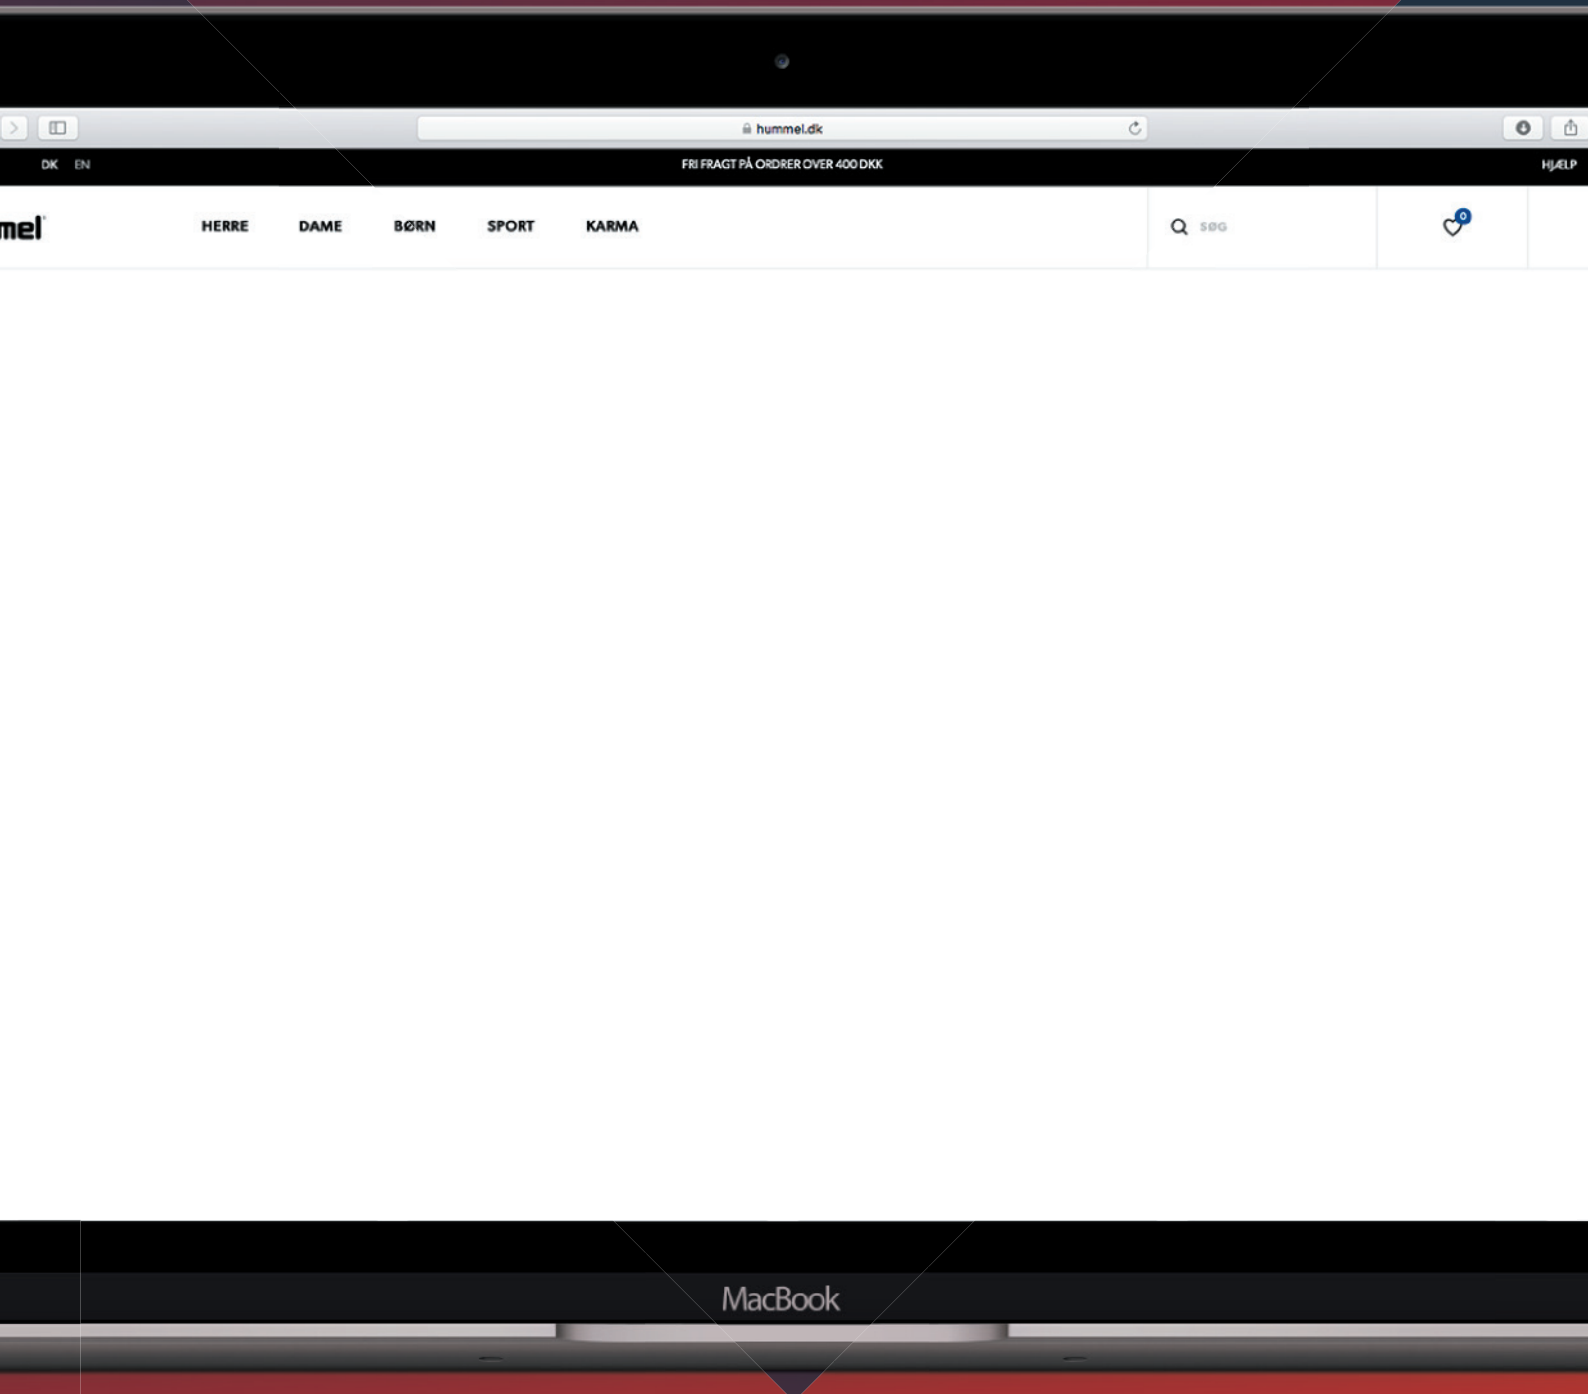 hummel.dk
DK EN
FRI FRAGT PÅ ORDRER OVER 400 DKK
HJÆLP
mel
HERRE DAME BØRN SPORT KARMA
SØG
0
MacBook